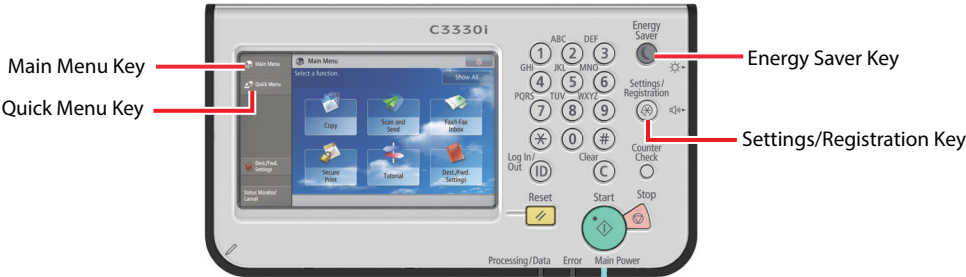 C3330i
Energy
Saver
Main Menu Key
Quick Menu Key
Energy Saver Key
Settings/Registration Key
Main Menu
Quick Menu
Dest./Fwd.
Settings
Status Monitor/
Cancel
Main Menu
Select a function.
Show All
Copy
Scan and
Send
Fax/I-Fax
Inbox
Secure
Print
Tutorial
Dest./Fwd.
Settings
ABC DEF
1 2 3
GHI JKL MNO
4 5 6
PQRS TUV WXYZ
7 8 9
0 #
Settings/
Registration
Log In/
Out
ID
Clear
C
Counter
Check
Reset
Start
Stop
Processing/Data Error Main Power